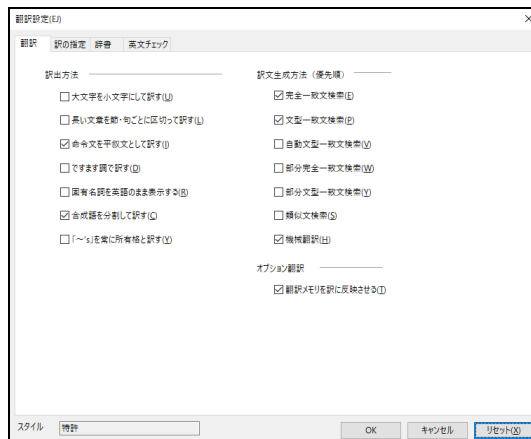 翻訳設定(EJ)
翻訳 訳の指定 辞書 英文チェック
訳出方法
大文字を小文字にして訳す(U)
長い文章を節・句ごとに区切って訳す(L)
命令文を平叙文として訳す(I)
ですます調で訳す(D)
固有名詞を英語のまま表示する(R)
合成語を分割して訳す(C)
「～'s」を常に所有格と訳す(Y)
訳文生成方法（優先順）
完全一致文検索(E)
文型一致文検索(P)
自動文型一致文検索(V)
部分完全一致文検索(W)
部分文型一致文検索(Y)
類似文検索(S)
機械翻訳(H)
オプション翻訳
翻訳メモリを訳に反映させる(T)
スタイル 特許 OK キャンセル リセット(X)